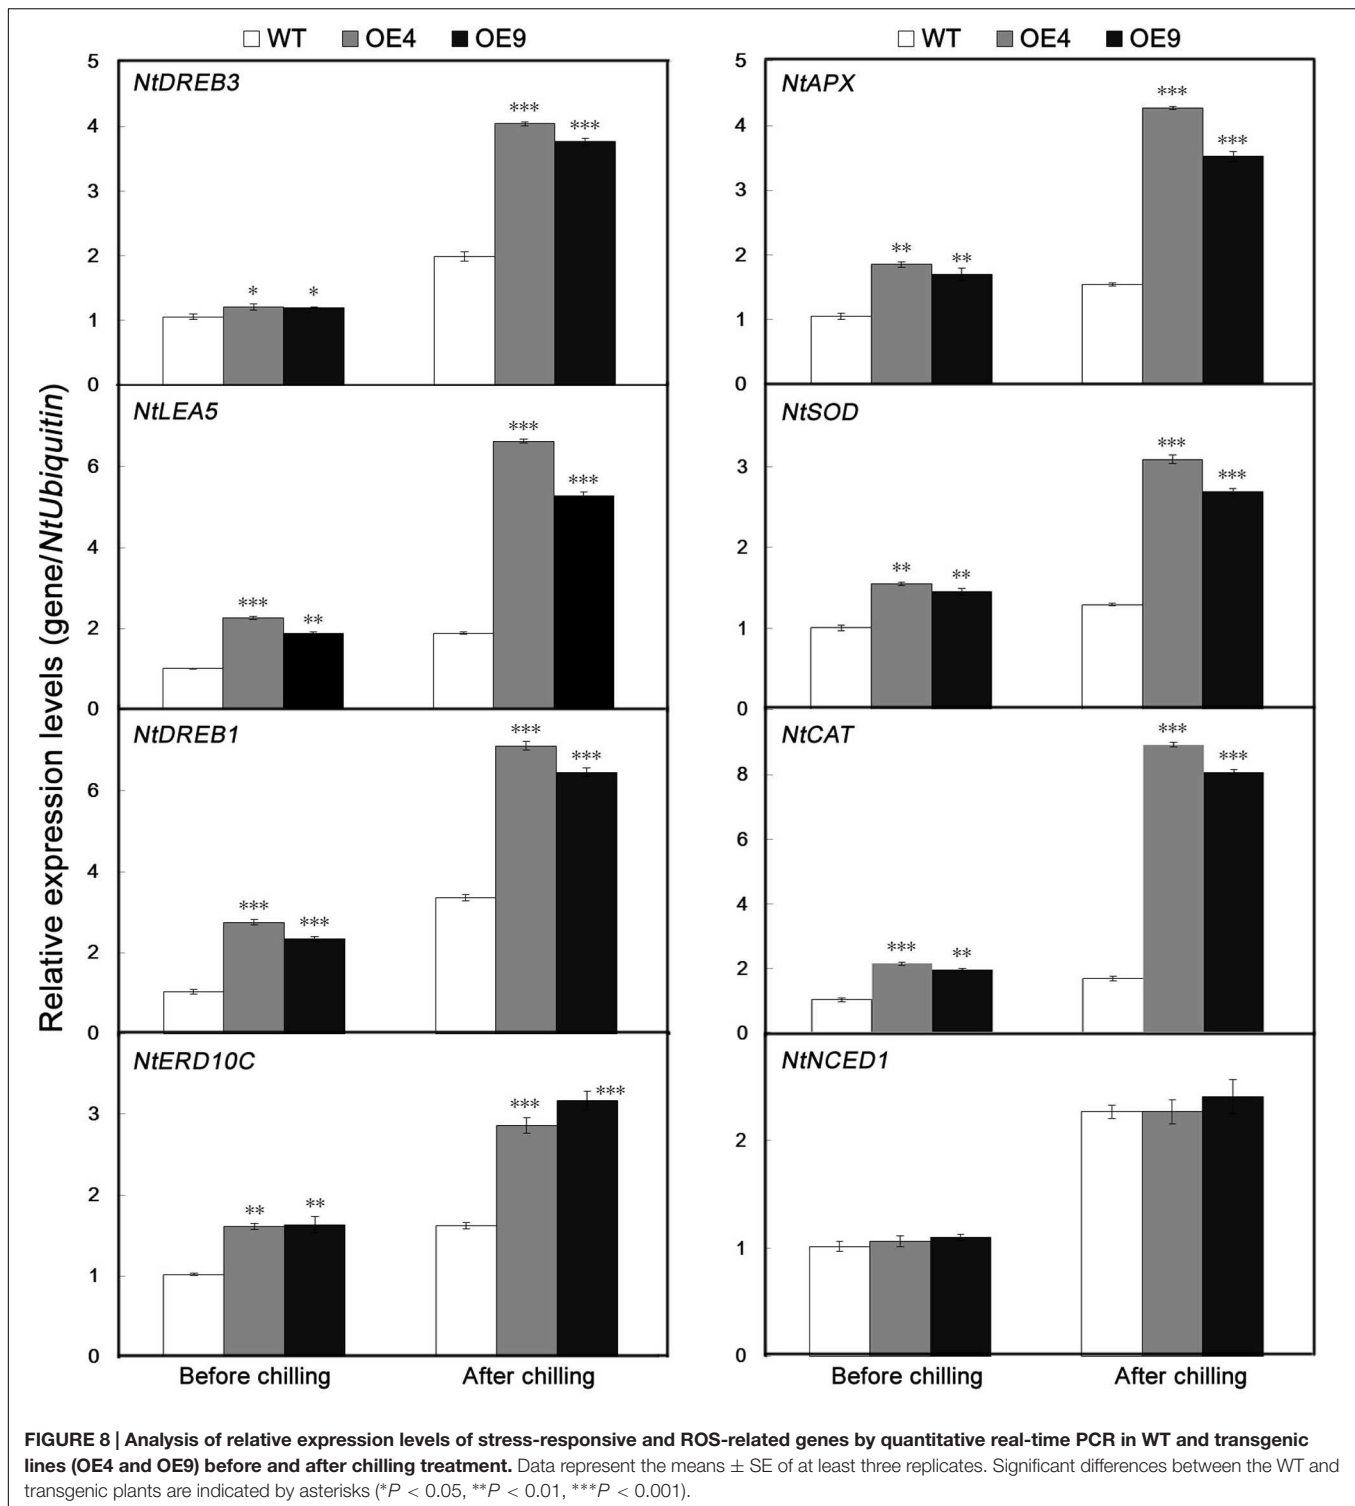 WT OE4 OE9
WT OE4 OE9
Relative expression levels (gene/NtUbiquitin)
NtDREB3
5
4
3
2
1
0
* * *** ***
NtLEA5
6
4
2
0
*** ** *** ***
NtDREB1
6
4
2
0
*** *** *** ***
NtERD10C
3
2
1
0
** ** *** ***
Before chilling After chilling
NtAPX
5
4
3
2
1
0
** ** *** ***
NtSOD
3
2
1
0
** ** *** ***
NtCAT
8
6
4
2
0
*** ** *** ***
NtNCED1
2
1
0
Before chilling After chilling
FIGURE 8 | Analysis of relative expression levels of stress-responsive and ROS-related genes by quantitative real-time PCR in WT and transgenic
lines (OE4 and OE9) before and after chilling treatment. Data represent the means ± SE of at least three replicates. Significant differences between the WT and
transgenic plants are indicated by asterisks (*P < 0.05, **P < 0.01, ***P < 0.001).